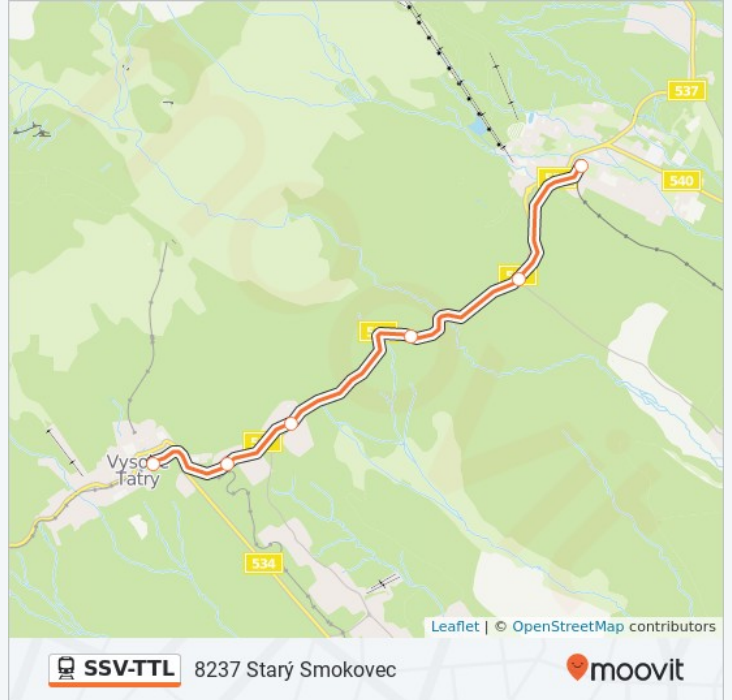 537
540
Vysoké
Tatry
534
Leaflet | © OpenStreetMap contributors
SSV-TTL 8237 Starý Smokovec moovit